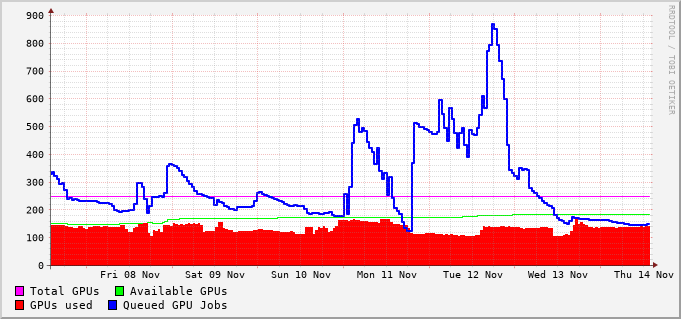 900
800
700
600
500
400
300
200
100
0
Fri 08 Nov Sat 09 Nov Sun 10 Nov Mon 11 Nov Tue 12 Nov Wed 13 Nov Thu 14 Nov
Total GPUs Available GPUs
GPUs used Queued GPU Jobs
RRDTOOL / TOBI OETIKER